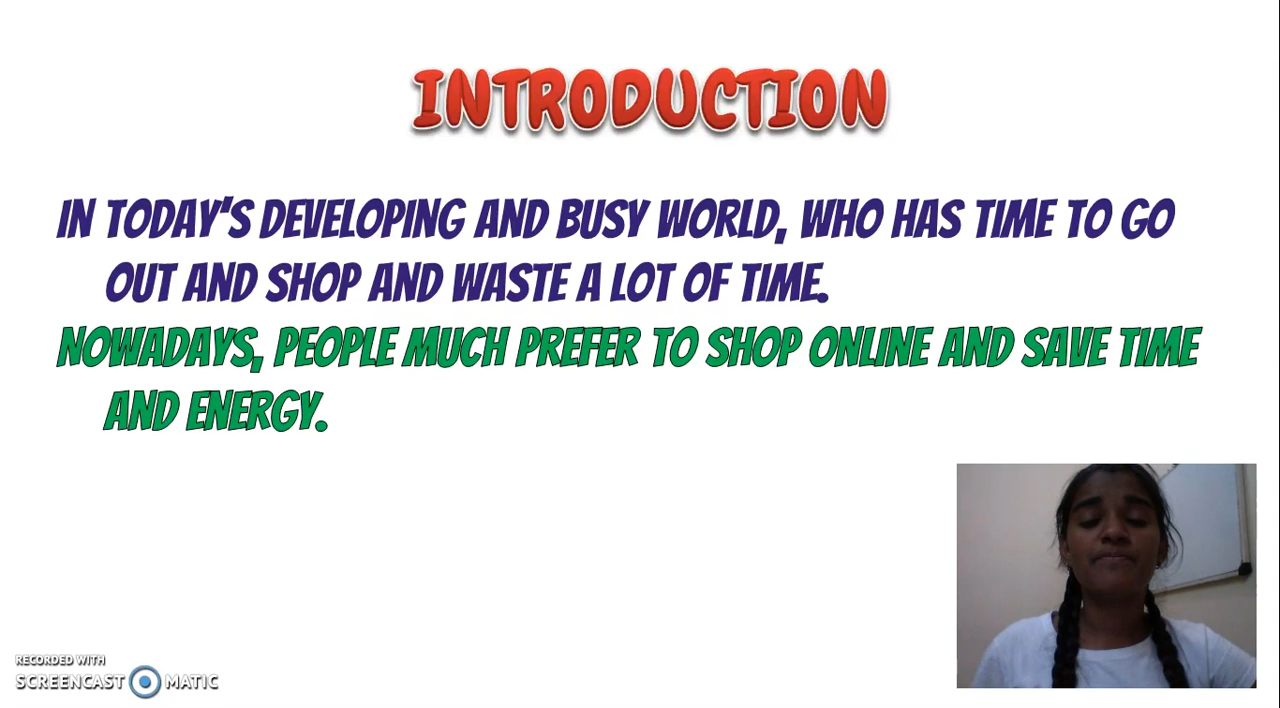 INTRODUCTION
IN TODAY'S DEVELOPING AND BUSY WORLD, WHO HAS TIME TO GO
OUT AND SHOP AND WASTE A LOT OF TIME.
NOWADAYS, PEOPLE MUCH PREFER TO SHOP ONLINE AND SAVE TIME
AND ENERGY.
RECORDED WITH
SCREENCAST MATIC